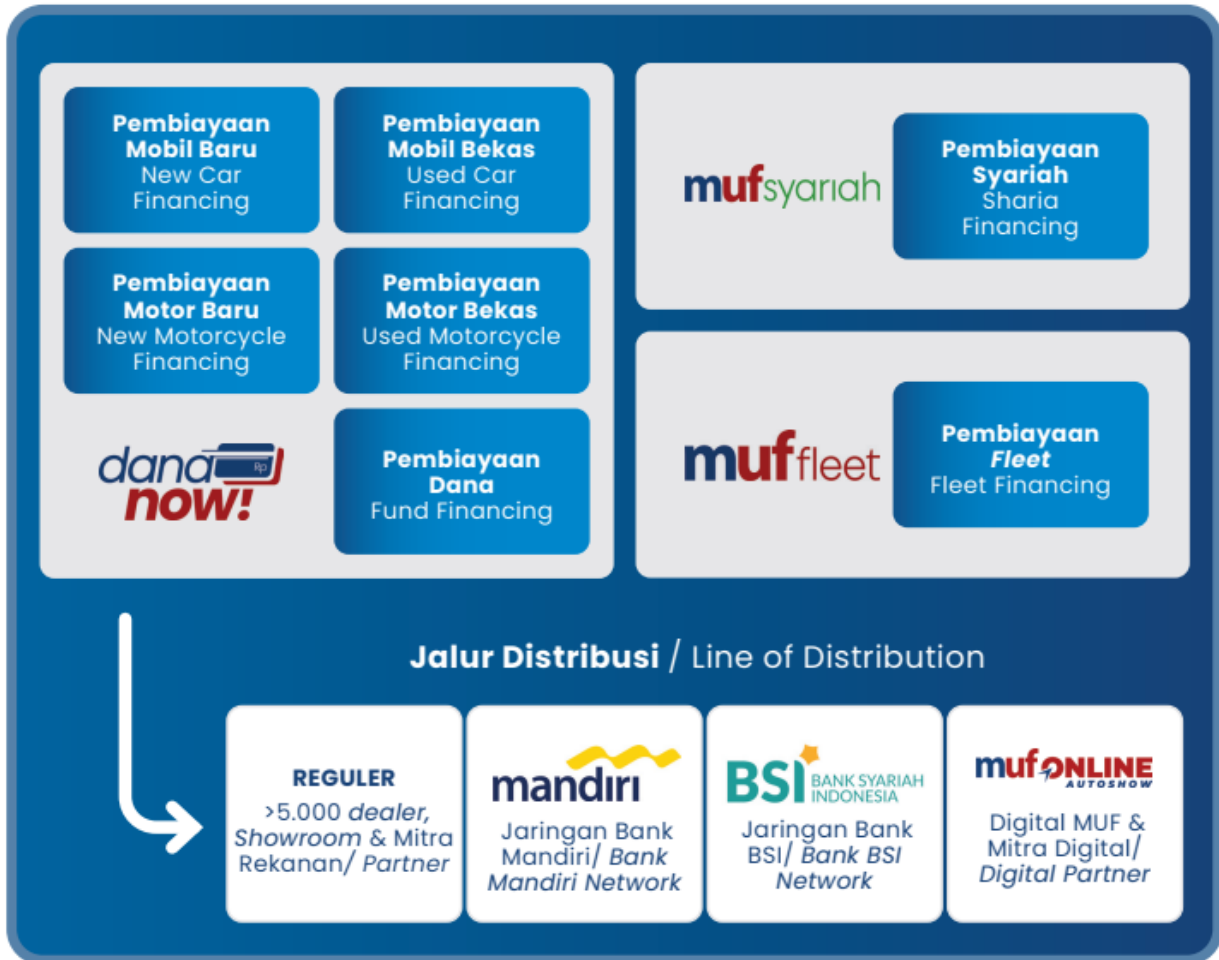 Pembiayaan
Mobil Baru
New Car
Financing
Pembiayaan
Mobil Bekas
Used Car
Financing
Pembiayaan
Motor Baru
New Motorcycle
Financing
Pembiayaan
Motor Bekas
Used Motorcycle
Financing
dana
Rp
now!
Pembiayaan
Dana
Fund Financing
mufsyariah
Pembiayaan
Syariah
Sharia
Financing
muffleet
Pembiayaan
Fleet
Fleet Financing
Jalur Distribusi / Line of Distribution
REGULER
>5.000 dealer,
Showroom & Mitra
Rekanan/ Partner
mandiri
Jaringan Bank
Mandiri/ Bank
Mandiri Network
BSI BANK SYARIAH
INDONESIA
Jaringan Bank
BSI/ Bank BSI
Network
muf ONLINE
AUTOSHOW
Digital MUF &
Mitra Digital/
Digital Partner